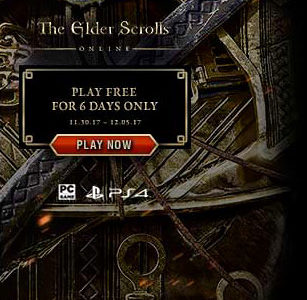 The Elder Scrolls
ONLINE
PLAY FREE
FOR 6 DAYS ONLY
11.30.17 – 12.05.17
PLAY NOW
PC PS4